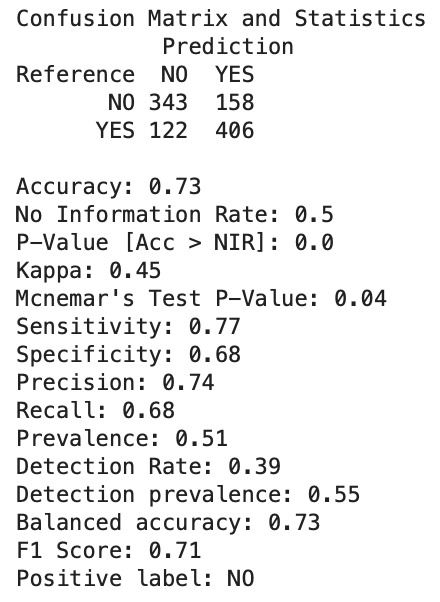 Confusion Matrix and Statistics
Prediction
Reference NO YES
NO 343 158
YES 122 406
Accuracy: 0.73
No Information Rate: 0.5
P-Value [Acc > NIR]: 0.0
Kappa: 0.45
Mcnemar's Test P-Value: 0.04
Sensitivity: 0.77
Specificity: 0.68
Precision: 0.74
Recall: 0.68
Prevalence: 0.51
Detection Rate: 0.39
Detection prevalence: 0.55
Balanced accuracy: 0.73
F1 Score: 0.71
Positive label: NO